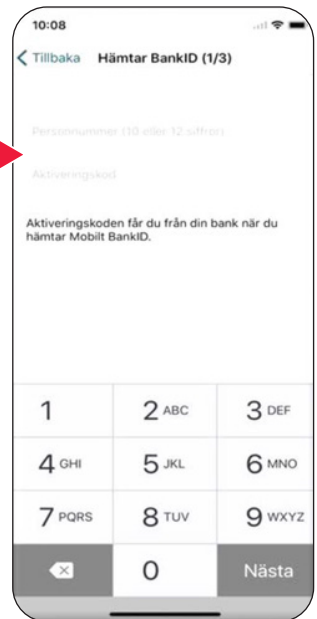 10:08
Tillbaka Hämtar BankID (1/3)
Personnummer (10 eller 12 siffror)
Aktiveringskod
Aktiveringskoden får du från din bank när du
hämtar Mobilt BankID.
1 2 ABC 3 DEF
4 GHI 5 JKL 6 MNO
7 PQRS 8 TUV 9 WXYZ
0 Nästa